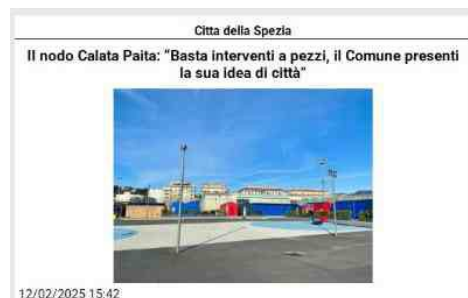 Citta della Spezia
Il nodo Calata Paita: “Basta interventi a pezzi, il Comune presenti
la sua idea di città”
12/02/2025 15:42